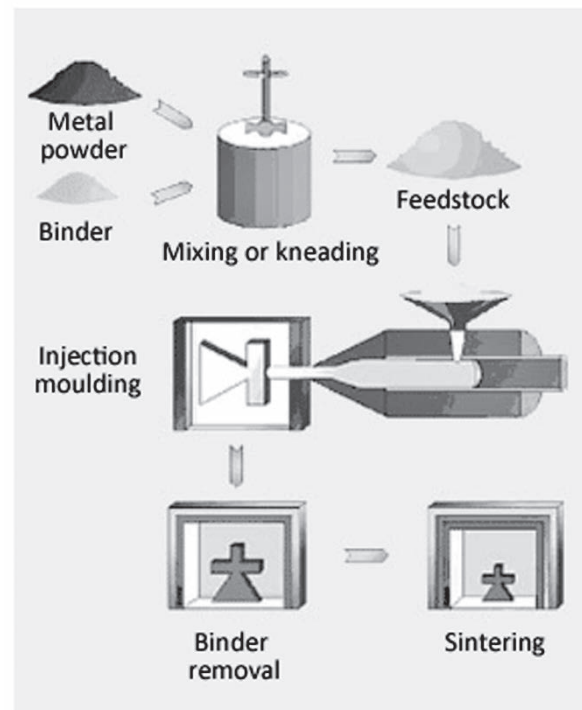 Metal
powder
Binder
Mixing or kneading
Feedstock
Injection
moulding
Binder
removal
Sintering